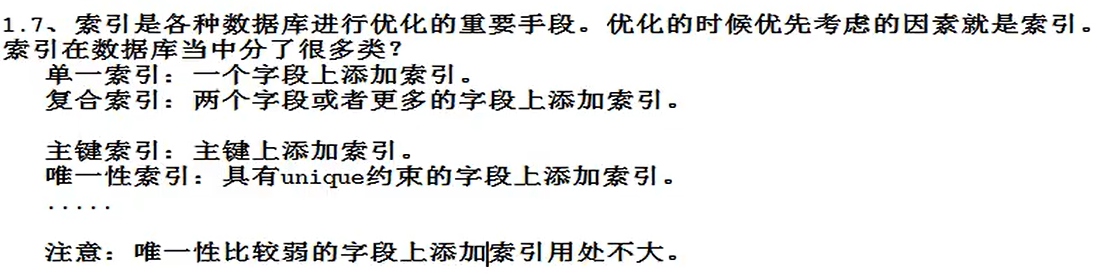 1.7、索引是各种数据库进行优化的重要手段。优化的时候优先考虑的因素就是索引。
索引在数据库当中分了很多类?
单一索引：一个字段上添加索引。
复合索引：两个字段或者更多的字段上添加索引。
主键索引：主键上添加索引。
唯一性索引：具有unique约束的字段上添加索引。
.....
注意：唯一性比较弱的字段上添加索引用处不大。